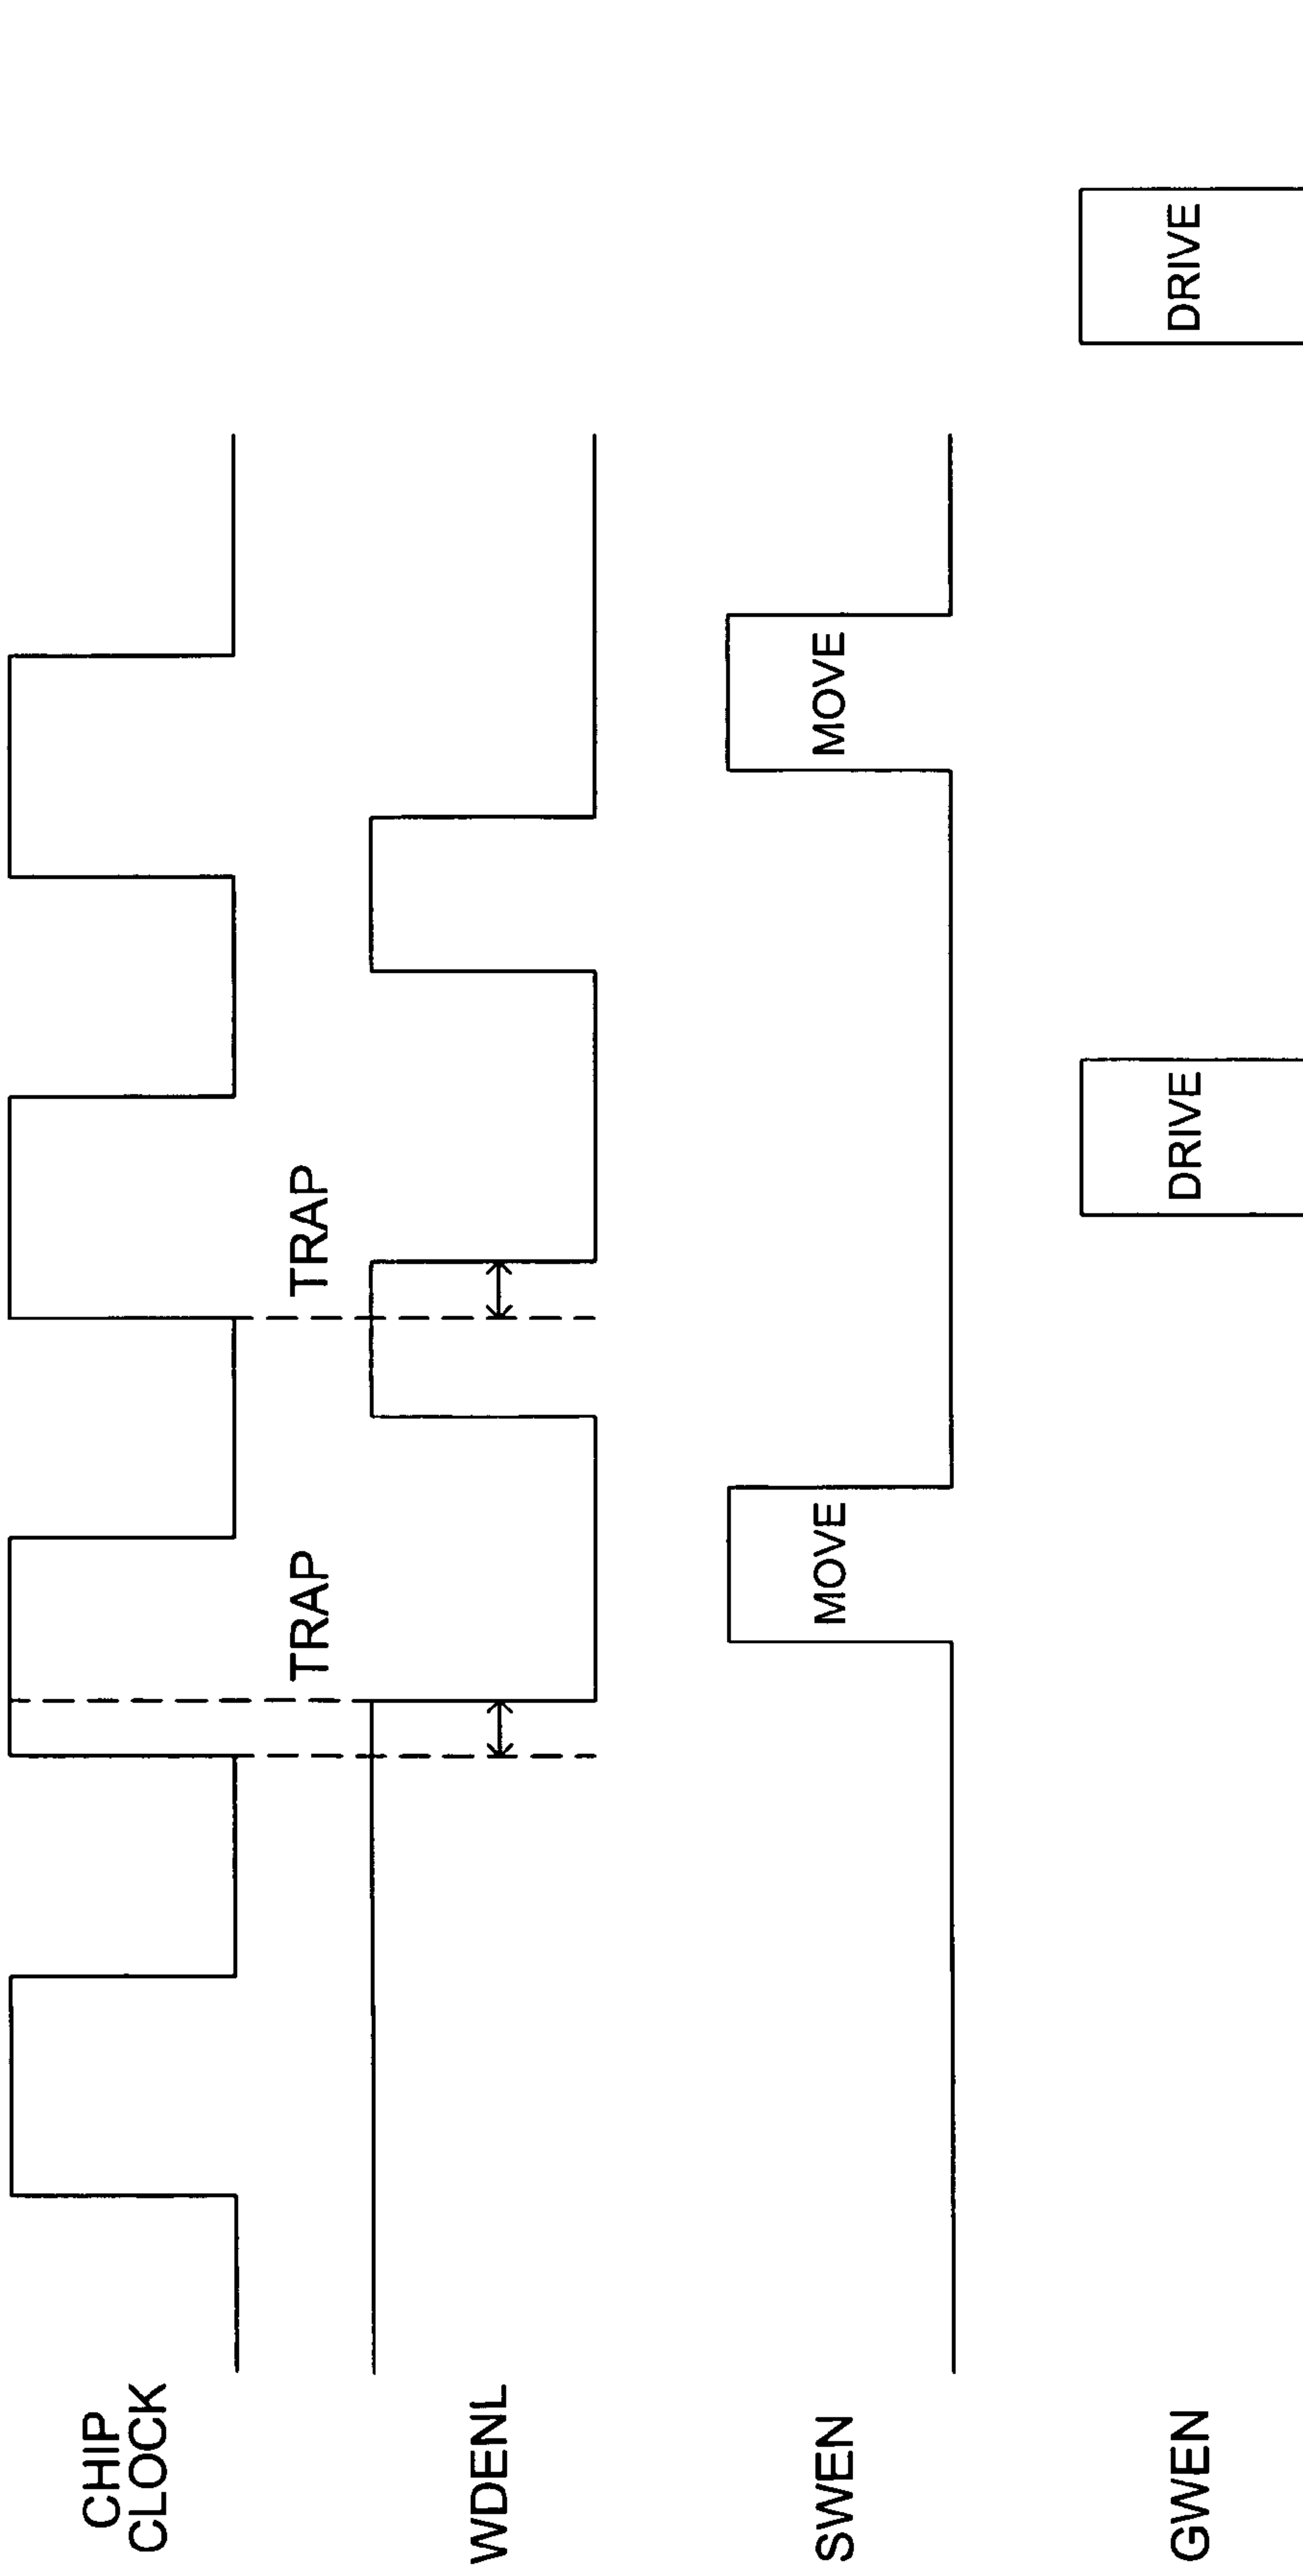 CHIP
CLOCK
TRAP
TRAP
WDENL
SWEN
MOVE
MOVE
GWEN
DRIVE
DRIVE